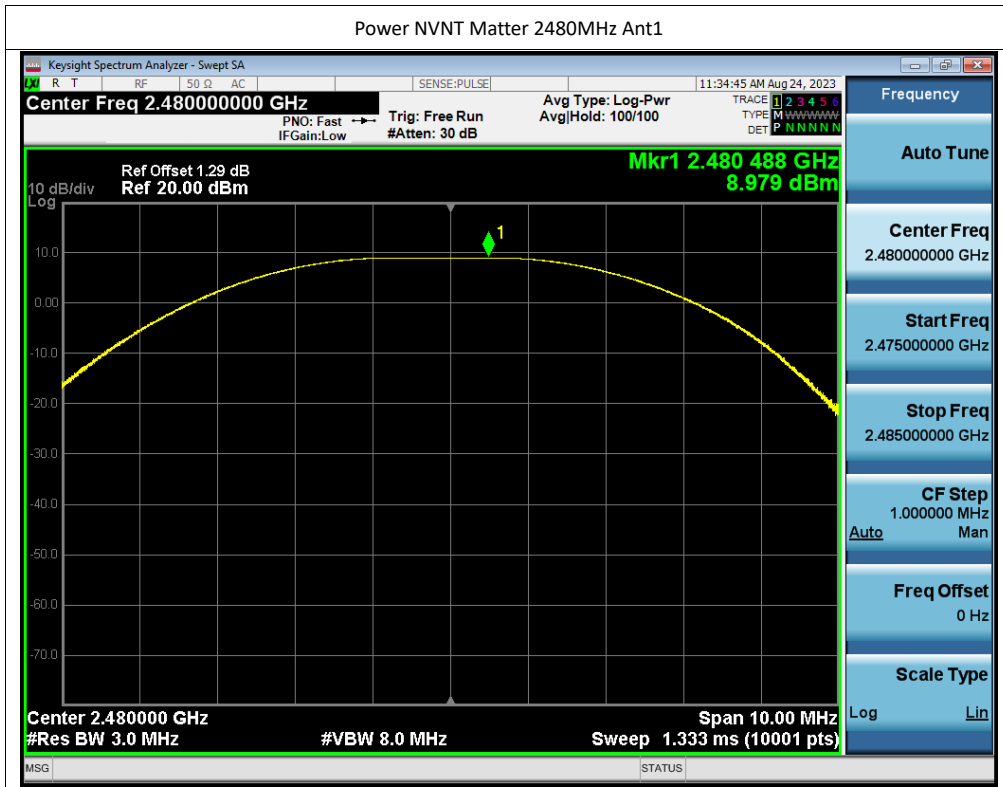 Power NVNT Matter 2480MHz Ant1
Keysight Spectrum Analyzer - Swept SA
LXI R T RF 50 Ω AC SENSE:PULSE 11:34:45 AM Aug 24, 2023
Center Freq 2.480000000 GHz
PNO: Fast
IFGain:Low
Trig: Free Run
#Atten: 30 dB
Avg Type: Log-Pwr
Avg|Hold: 100/100
TRACE 1 2 3 4 5 6
TYPE M WWWWW
DET P N N N N N
Mkr1 2.480 488 GHz
8.979 dBm
Ref Offset 1.29 dB
10 dB/div Ref 20.00 dBm
Log
1
10.0
0.00
-10.0
-20.0
-30.0
-40.0
-50.0
-60.0
-70.0
Center 2.480000 GHz Span 10.00 MHz
#Res BW 3.0 MHz #VBW 8.0 MHz Sweep 1.333 ms (10001 pts)
MSG STATUS
Frequency
Auto Tune
Center Freq
2.480000000 GHz
Start Freq
2.475000000 GHz
Stop Freq
2.485000000 GHz
CF Step
1.000000 MHz
Auto Man
Freq Offset
0 Hz
Scale Type
Log Lin